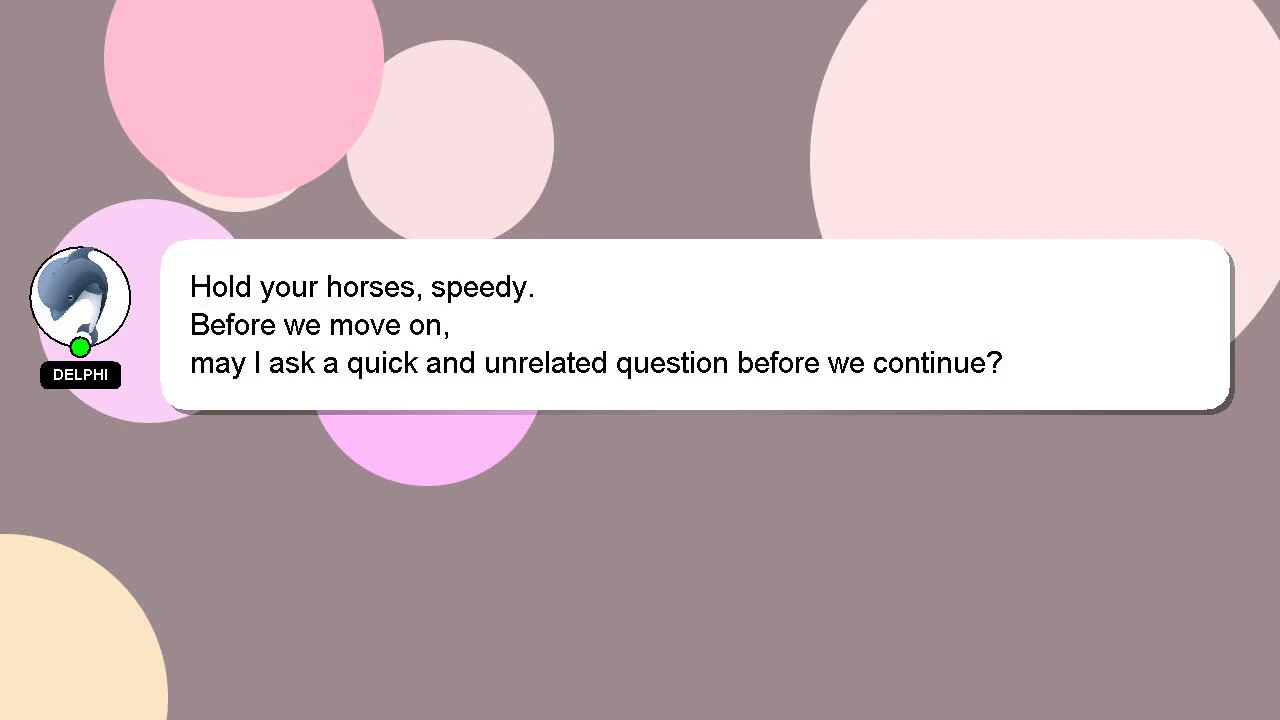 Hold your horses, speedy.
Before we move on,
may I ask a quick and unrelated question before we continue?
DELPHI